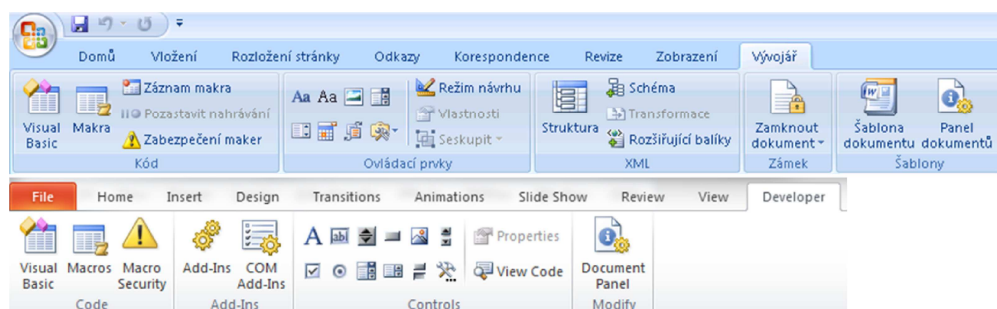 Domů Vložení Rozložení stránky Odkazy Korespondence Revize Zobrazení Vývojář
Visual Basic
Makra
Záznam makra
Pozastavit nahrávání
Zabezpečení maker
Kód
Aa Aa
Režim návrhu
Vlastnosti
Seskupit
Ovládací prvky
Struktura
Schéma
Transformace
Rozšiřující balíky
XML
Zamknout
dokument
Zámek
Šablona
dokumentu
Panel
dokumentů
Šablony
File Home Insert Design Transitions Animations Slide Show Review View Developer
Visual
Basic
Macros
Macro
Security
Code
Add-Ins
COM
Add-Ins
Add-Ins
A abl
Properties
View Code
Controls
Document
Panel
Modify